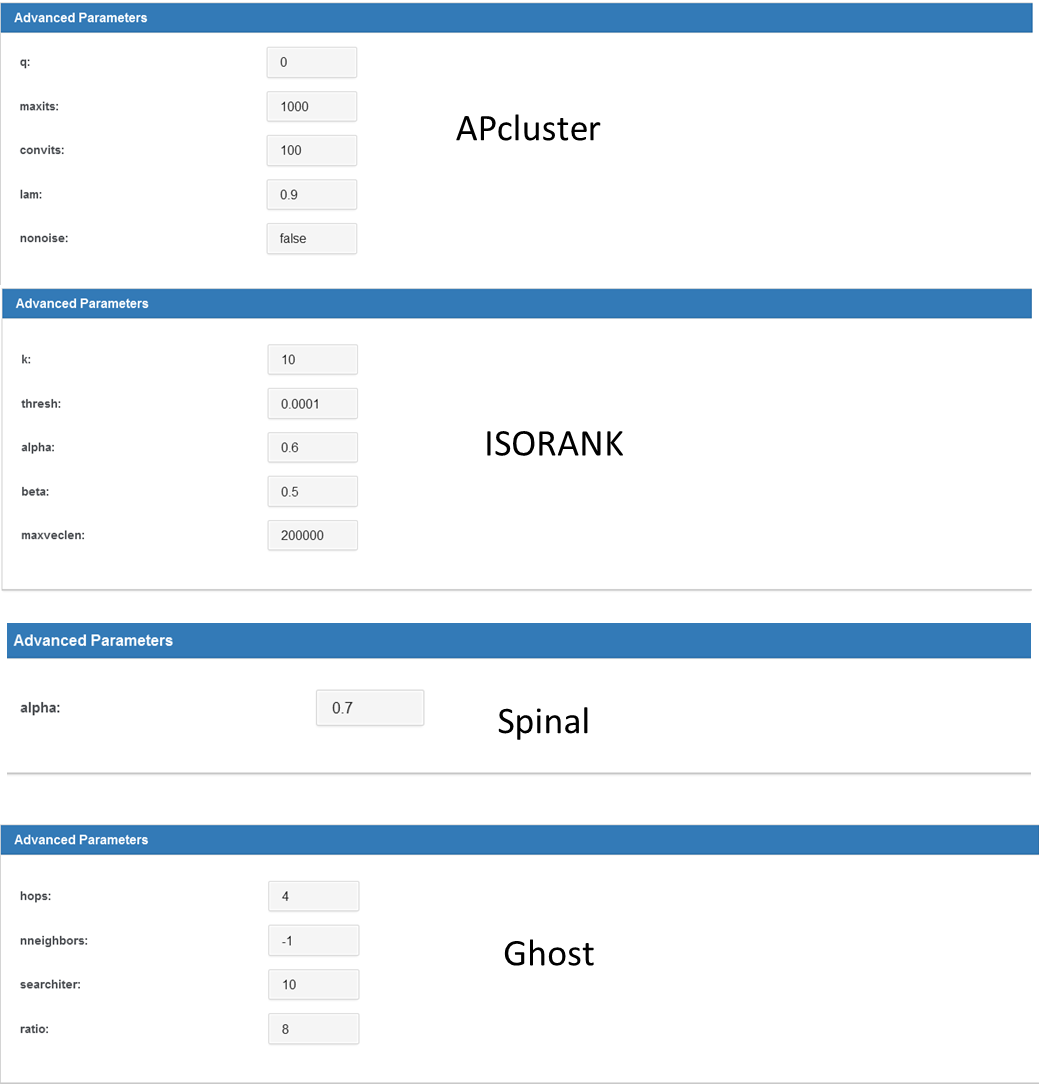 Advanced Parameters
q: 0
maxits: 1000
APcluster
convits: 100
lam: 0.9
nonoise: false
Advanced Parameters
k: 10
thresh: 0.0001
alpha: 0.6
ISORANK
beta: 0.5
maxveclen: 200000
Advanced Parameters
alpha: 0.7
Spinal
Advanced Parameters
hops: 4
nneighbors: -1
Ghost
searchiter: 10
ratio: 8